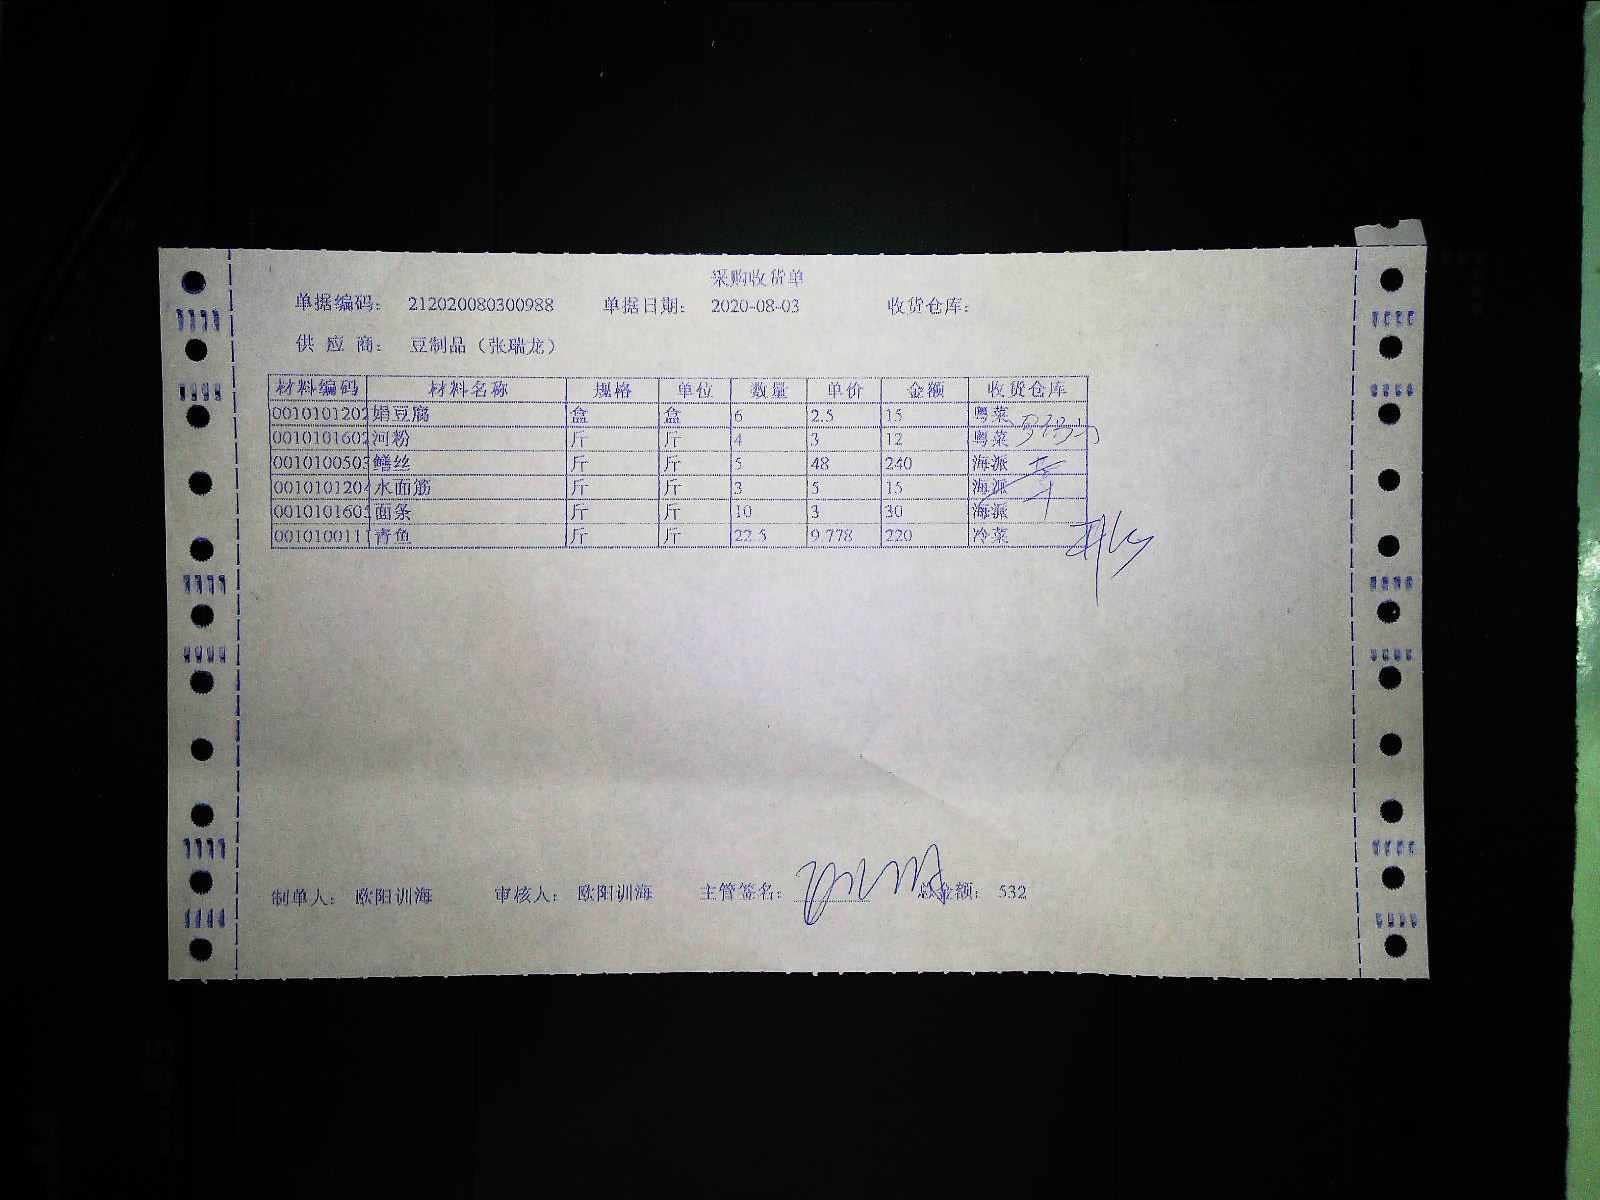 采购收货单
单据编码: 212020080300988 单据日期: 2020-08-03 收货仓库:
供应商: 豆制品（张瑞龙）
材料编码 材料名称 规格 单位 数量 单价 金额 收货仓库
0010101202 绢豆腐 盒 盒 6 2.5 15 粤菜
0010101602 河粉 斤 斤 4 3 12 粤菜
0010100503 鳝丝 斤 斤 5 48 240 海派
0010101204 水面筋 斤 斤 3 5 15 海派
001010160 面条 斤 斤 10 3 30 海派
001010011 青鱼 斤 斤 22.5 9.778 220 冷菜
制单人: 欧阳训海 审核人: 欧阳训海 主管签名: 总金额: 532